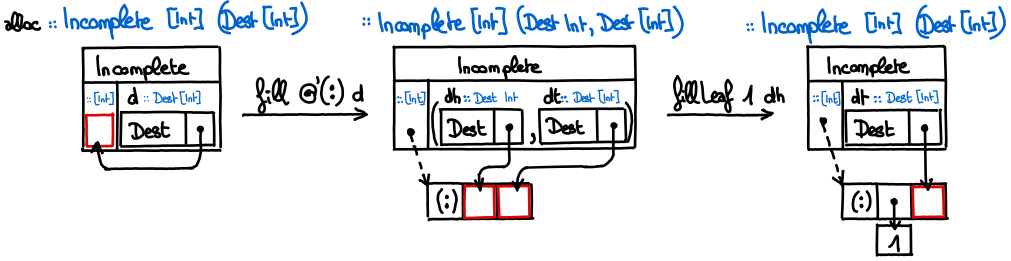 alloc :: Incomplete [Int] (Dest [Int])
:: Incomplete [Int] (Dest Int, Dest [Int])
:: Incomplete [Int] (Dest [Int])
Incomplete
:: [Int]
d :: Dest [Int]
Dest
fill @'(:) d
Incomplete
:: [Int]
dh :: Dest Int
dt :: Dest [Int]
( Dest , Dest )
(:)
fillLeaf 1 dh
Incomplete
:: [Int]
dt :: Dest [Int]
Dest
(:)
1